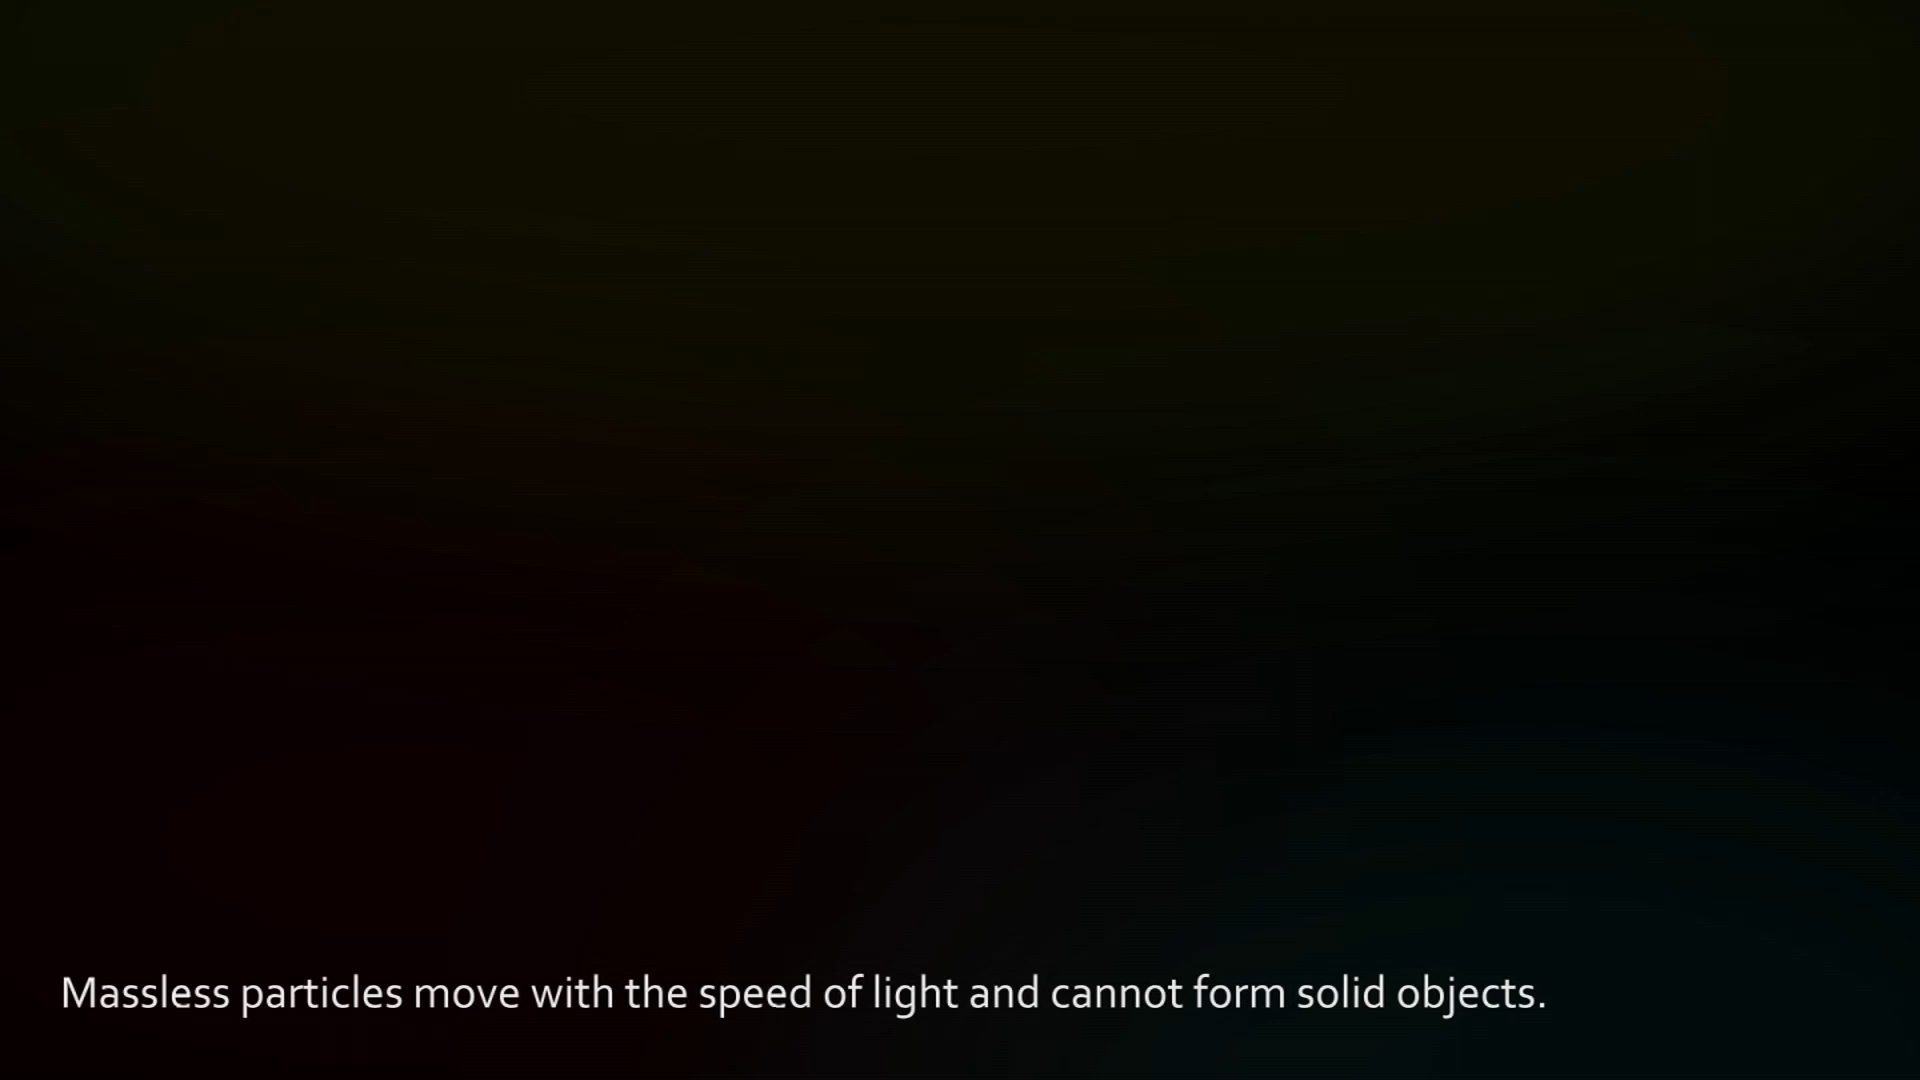 Massless particles move with the speed of light and cannot form solid objects.